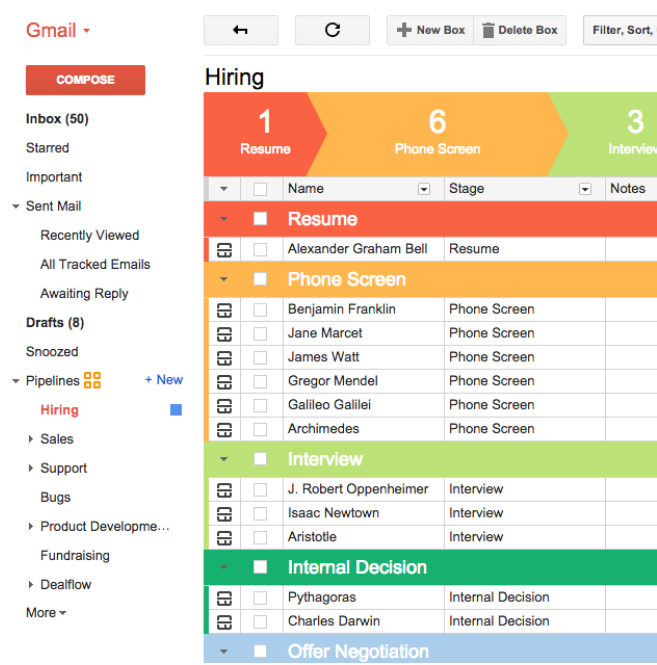 Gmail
New Box
Delete Box
Filter, Sort,
COMPOSE
Inbox (50)
Starred
Important
Sent Mail
Recently Viewed
All Tracked Emails
Awaiting Reply
Drafts (8)
Snoozed
Pipelines + New
Hiring
Sales
Support
Bugs
Product Developme...
Fundraising
Dealflow
More
Hiring
1 6 3
Resume Phone Screen Interview
Name Stage Notes
Resume
Alexander Graham Bell Resume
Phone Screen
Benjamin Franklin Phone Screen
Jane Marcet Phone Screen
James Watt Phone Screen
Gregor Mendel Phone Screen
Galileo Galilei Phone Screen
Archimedes Phone Screen
Interview
J. Robert Oppenheimer Interview
Isaac Newtown Interview
Aristotle Interview
Internal Decision
Pythagoras Internal Decision
Charles Darwin Internal Decision
Offer Negotiation